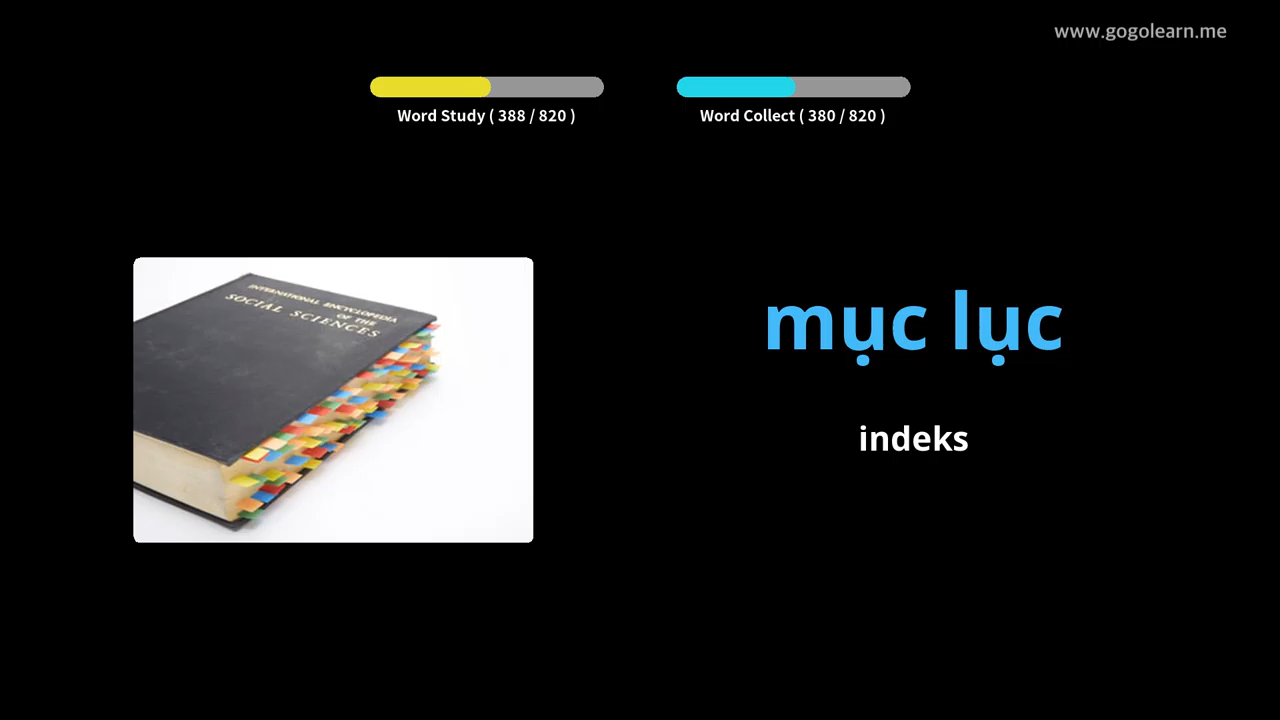 www.gogolearn.me
Word Study ( 388 / 820 )
Word Collect ( 380 / 820 )
INTERNATIONAL ENCYCLOPEDIA
OF THE
SOCIAL SCIENCES
mục lục
indeks